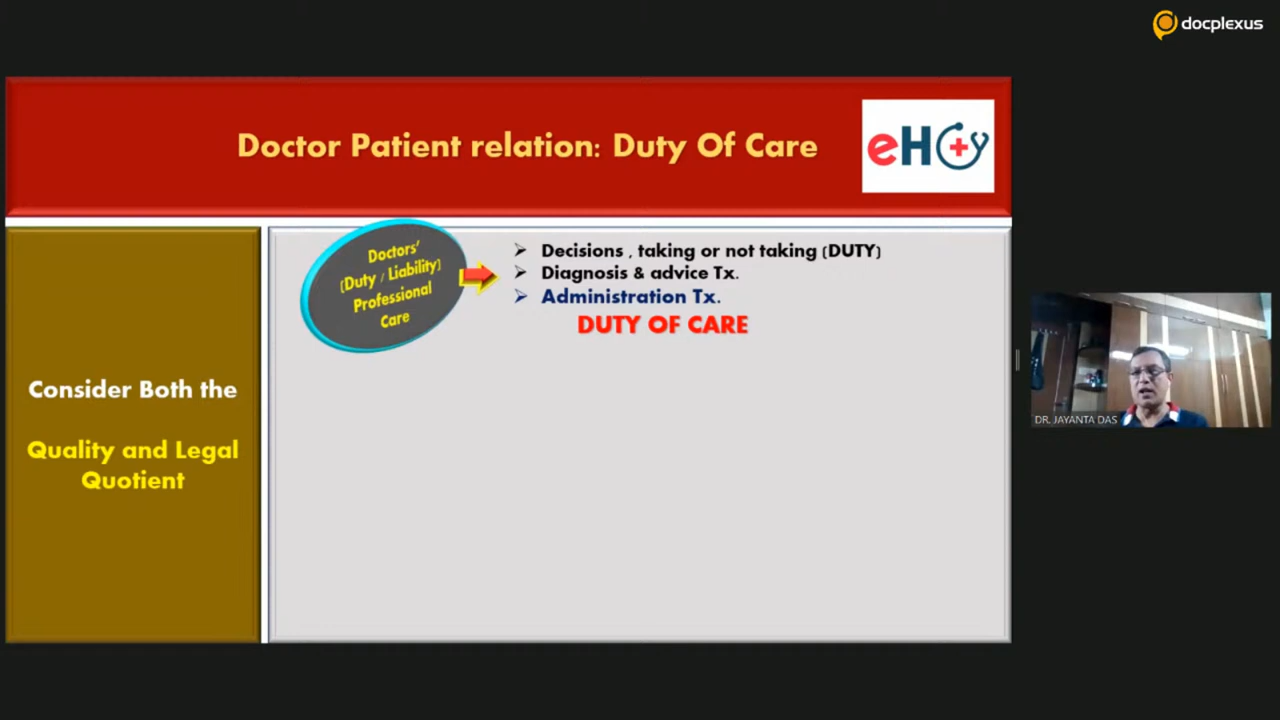 docplexus
Doctor Patient relation: Duty Of Care
eHCy
Doctors'
(Duty / Liability)
Professional
Care
Decisions , taking or not taking (DUTY)
Diagnosis & advice Tx.
Administration Tx.
DUTY OF CARE
Consider Both the
Quality and Legal
Quotient
DR. JAYANTA DAS